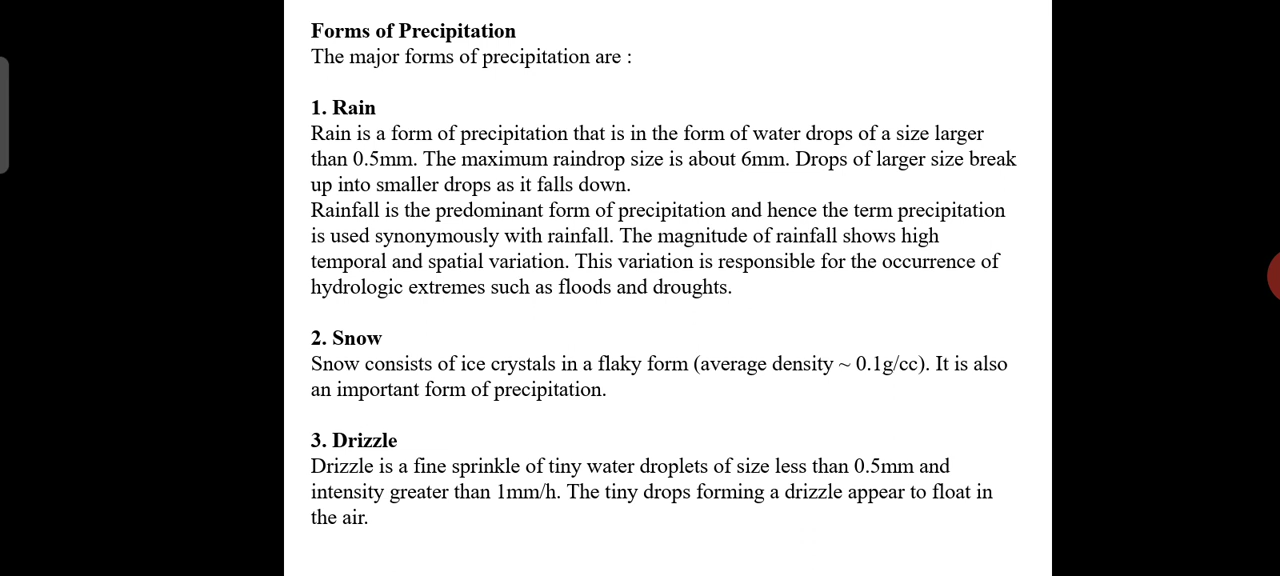 Forms of Precipitation
The major forms of precipitation are :
1. Rain
Rain is a form of precipitation that is in the form of water drops of a size larger
than 0.5mm. The maximum raindrop size is about 6mm. Drops of larger size break
up into smaller drops as it falls down.
Rainfall is the predominant form of precipitation and hence the term precipitation
is used synonymously with rainfall. The magnitude of rainfall shows high
temporal and spatial variation. This variation is responsible for the occurrence of
hydrologic extremes such as floods and droughts.
2. Snow
Snow consists of ice crystals in a flaky form (average density ~ 0.1g/cc). It is also
an important form of precipitation.
3. Drizzle
Drizzle is a fine sprinkle of tiny water droplets of size less than 0.5mm and
intensity greater than 1mm/h. The tiny drops forming a drizzle appear to float in
the air.